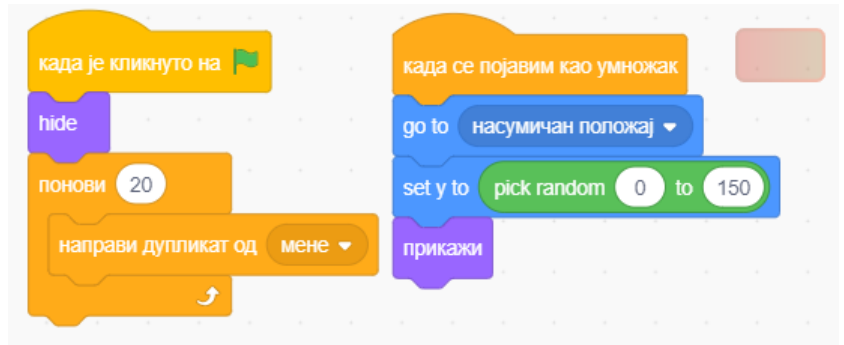 када је кликнуто на
hide
понови 20
направи дупликат од мене
када се појавим као умножак
go to насумичан положај
set y to pick random 0 to 150
прикажи